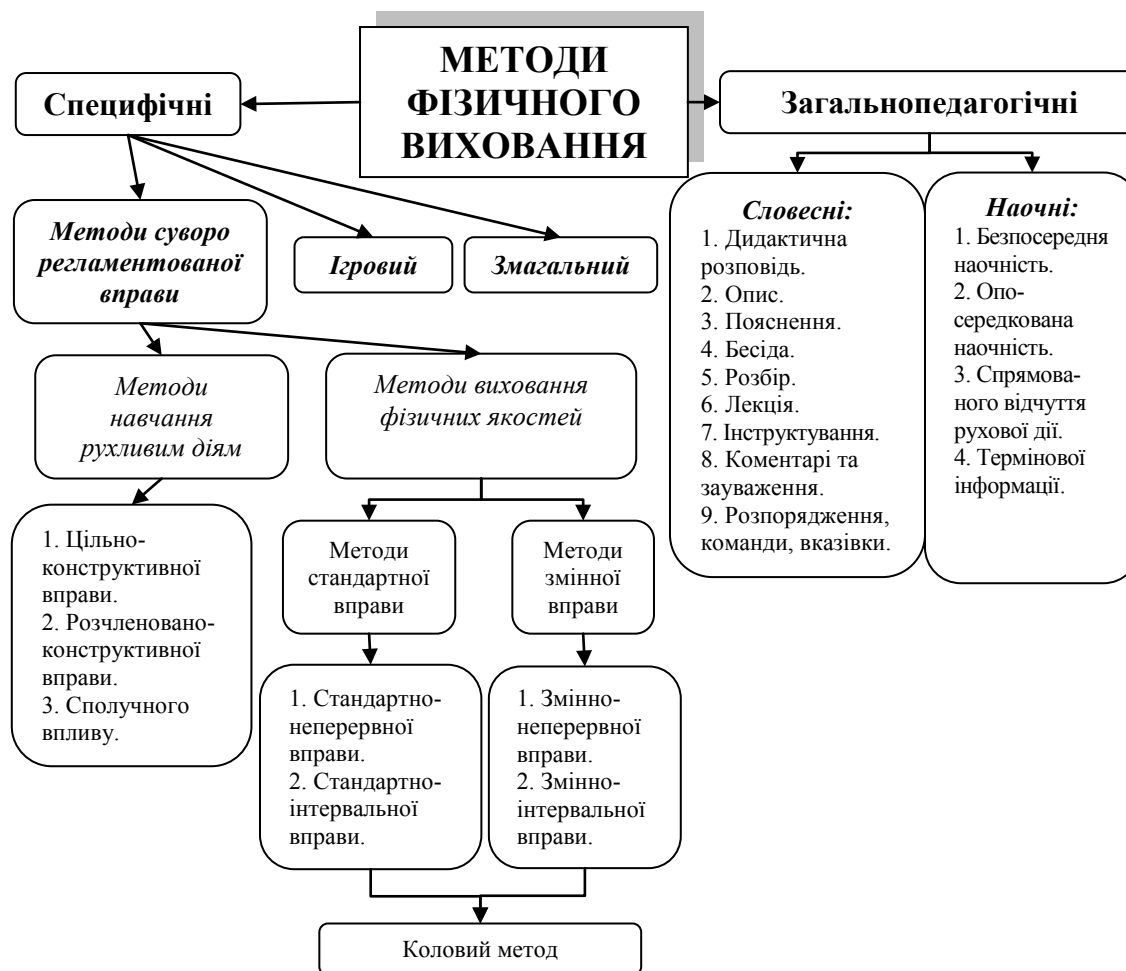 МЕТОДИ
ФІЗИЧНОГО
ВИХОВАННЯ
Специфічні
Загальнопедагогічні
Методи суворо
регламентованої
вправи
Ігровий
Змагальний
Словесні:
1. Дидактична
розповідь.
2. Опис.
3. Пояснення.
4. Бесіда.
5. Розбір.
6. Лекція.
7. Інструктування.
8. Коментарі та
зауваження.
9. Розпорядження,
команди, вказівки.
Наочні:
1. Безпосередня
наочність.
2. Опо-
середкована
наочність.
3. Спрямова-
ного відчуття
рухової дії.
4. Термінової
інформації.
Методи
навчання
рухливим діям
Методи виховання
фізичних якостей
1. Цільно-
конструктивної
вправи.
2. Розчленовано-
конструктивної
вправи.
3. Сполучного
впливу.
Методи
стандартної
вправи
Методи
змінної
вправи
1. Стандартно-
неперервної
вправи.
2. Стандартно-
інтервальної
вправи.
1. Змінно-
неперервної
вправи.
2. Змінно-
інтервальної
вправи.
Коловий метод